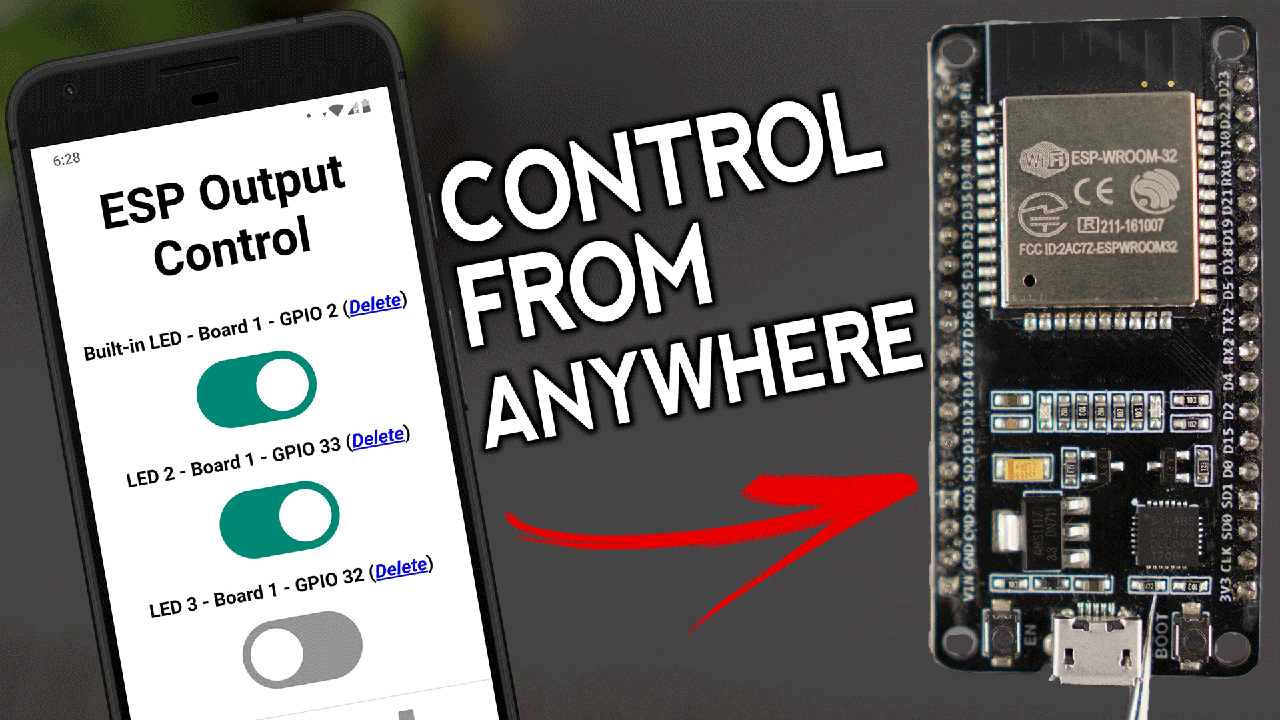 6:28
ESP Output
Control
Built-in LED - Board 1 - GPIO 2 (Delete)
LED 2 - Board 1 - GPIO 33 (Delete)
LED 3 - Board 1 - GPIO 32 (Delete)
CONTROL
FROM
ANYWHERE
WiFi ESP-WROOM-32
CE
R 211-161007
FCC ID:2AC7Z-ESPWROOM32
EN
VP
VN
D34
D35
D32
D33
D25
D26
D27
D14
D12
D13
SD2
SD3
CMD
GND
VIN
D23
D22
TX0
RX0
D21
D19
D18
D5
TX2
RX2
D4
D2
D15
D0
SD1
SD0
CLK
3V3
AMS1117
EN
BOOT